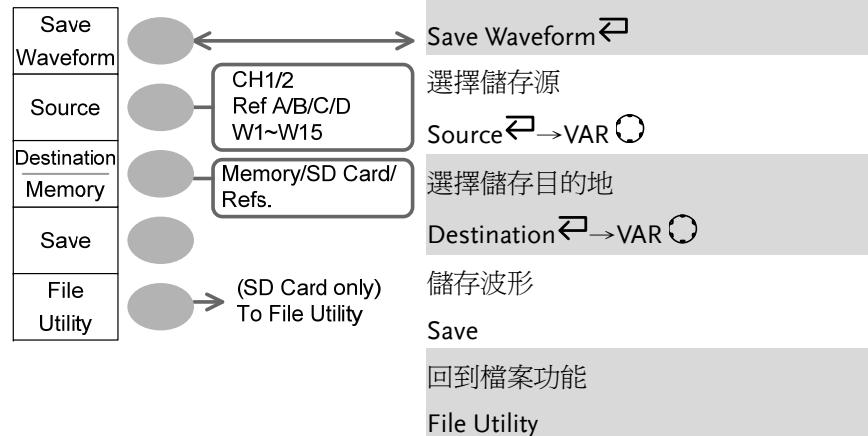 Save
Waveform
Source
Destination
Memory
Save
File
Utility
CH1/2
Ref A/B/C/D
W1~W15
Memory/SD Card/
Refs.
(SD Card only)
To File Utility
Save Waveform
選擇儲存源
Source→VAR
選擇儲存目的地
Destination→VAR
儲存波形
Save
回到檔案功能
File Utility